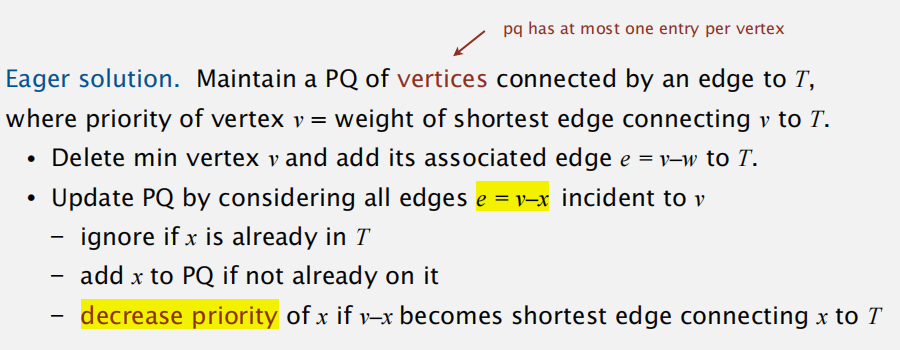 pq has at most one entry per vertex
Eager solution. Maintain a PQ of vertices connected by an edge to T,
where priority of vertex v = weight of shortest edge connecting v to T.
• Delete min vertex v and add its associated edge e = v–w to T.
• Update PQ by considering all edges e = v–x incident to v
– ignore if x is already in T
– add x to PQ if not already on it
– decrease priority of x if v–x becomes shortest edge connecting x to T